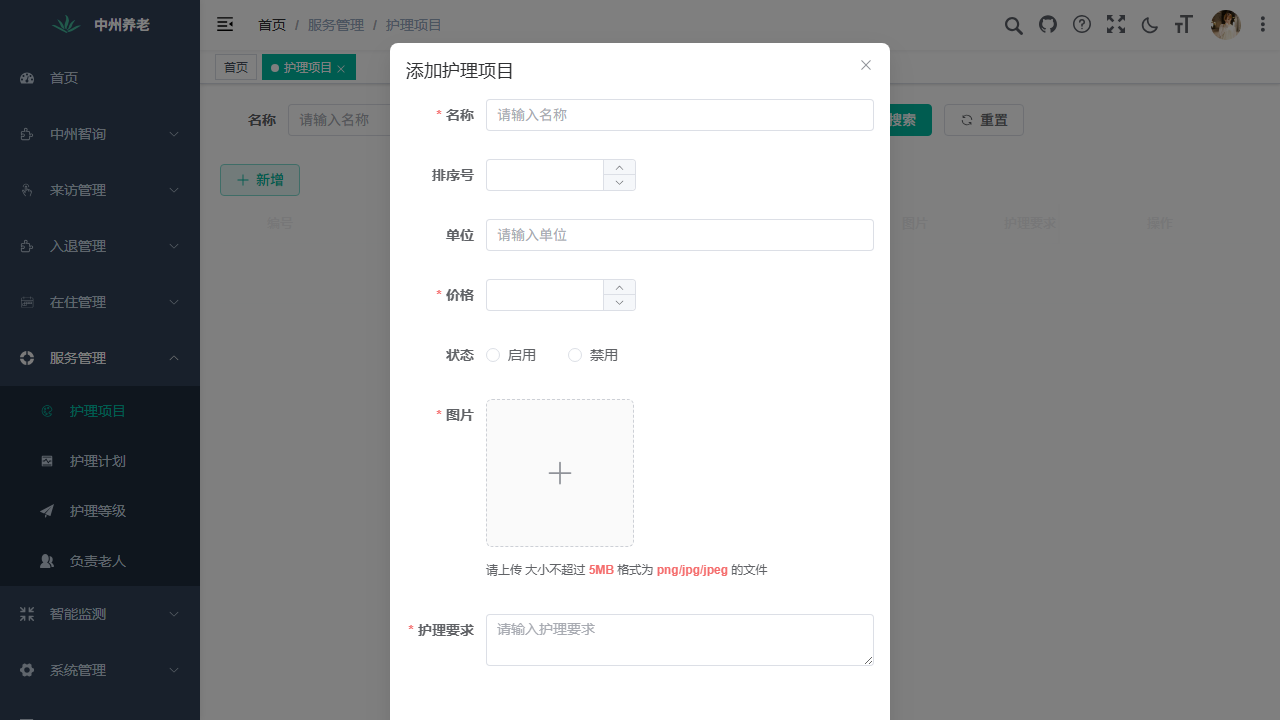 中州养老
首页
中州智询
来访管理
入退管理
在住管理
服务管理
护理项目
护理计划
护理等级
负责老人
智能监测
系统管理
首页 / 服务管理 / 护理项目
首页
护理项目
名称 请输入名称
搜索
重置
新增
编号
图片
护理要求
操作
添加护理项目
* 名称 请输入名称
排序号
单位 请输入单位
* 价格
状态 启用 禁用
* 图片
请上传 大小不超过 5MB 格式为 png/jpg/jpeg 的文件
* 护理要求 请输入护理要求